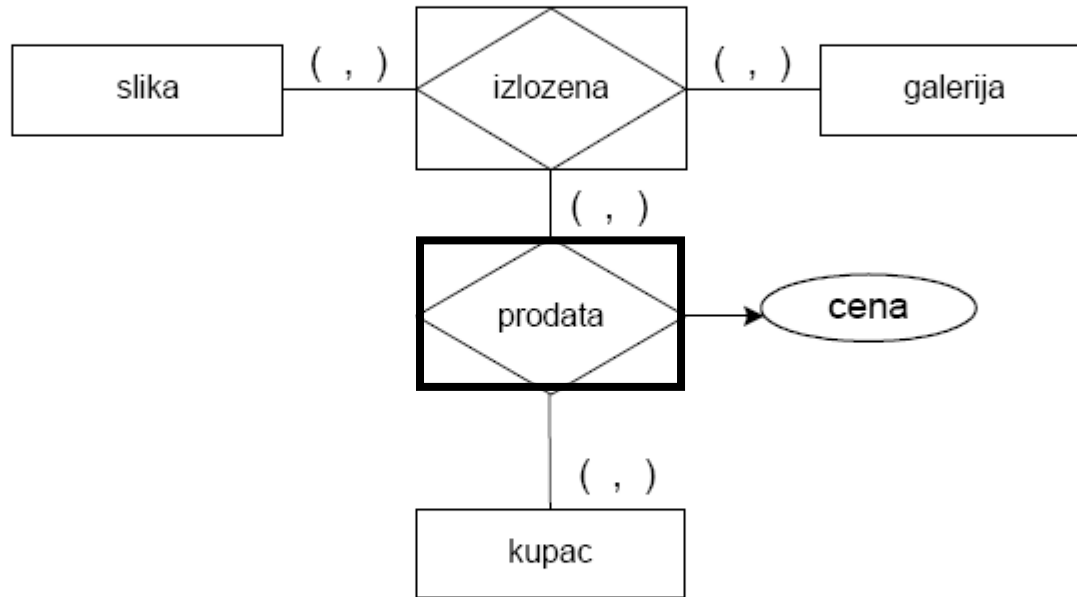 slika
( , )
izlozena
( , )
galerija
( , )
prodata
cena
( , )
kupac